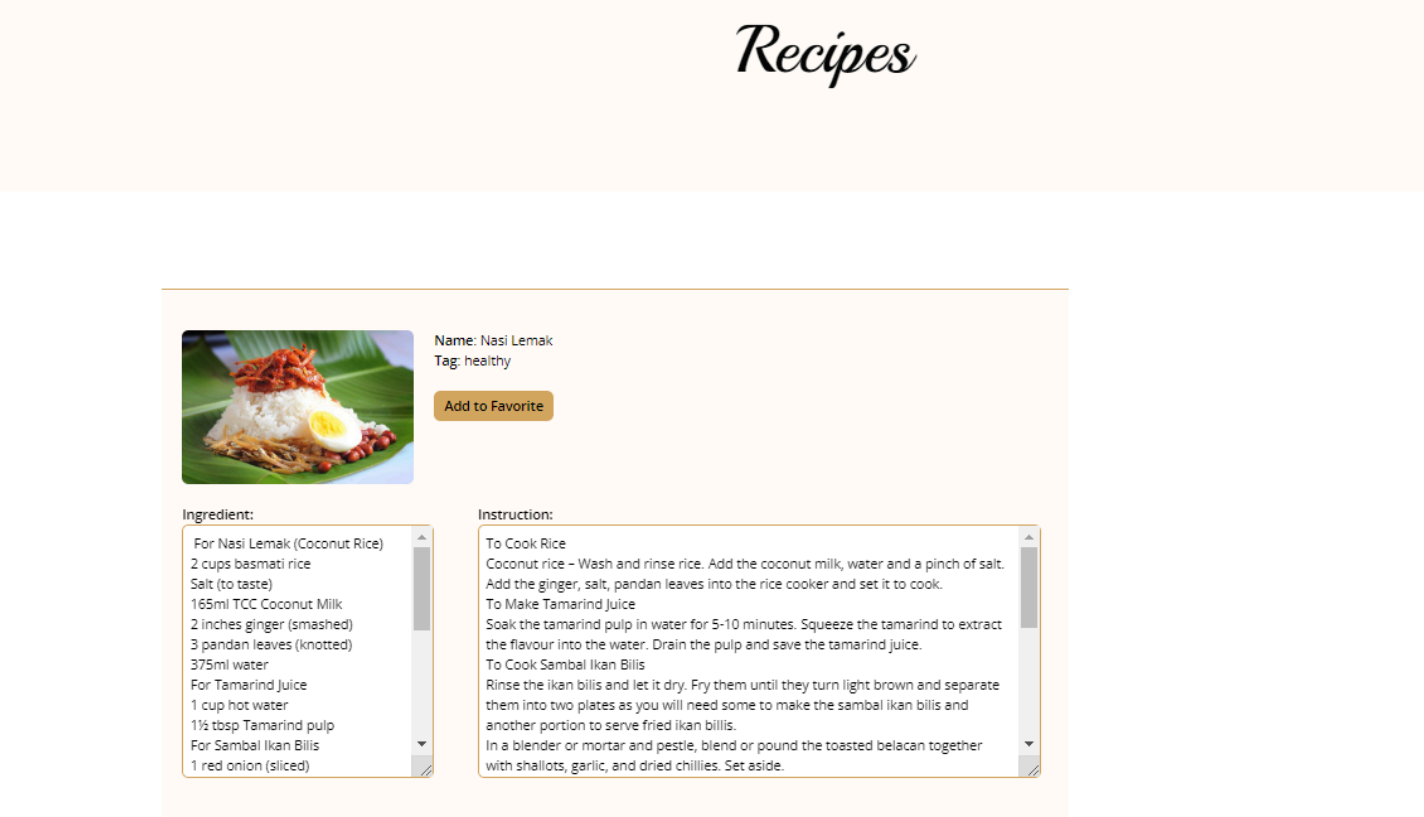 Recipes
Name: Nasi Lemak
Tag: healthy
Add to Favorite
Ingredient:
For Nasi Lemak (Coconut Rice)
2 cups basmati rice
Salt (to taste)
165ml TCC Coconut Milk
2 inches ginger (smashed)
3 pandan leaves (knotted)
375ml water
For Tamarind Juice
1 cup hot water
1½ tbsp Tamarind pulp
For Sambal Ikan Bilis
1 red onion (sliced)
Instruction:
To Cook Rice
Coconut rice – Wash and rinse rice. Add the coconut milk, water and a pinch of salt.
Add the ginger, salt, pandan leaves into the rice cooker and set it to cook.
To Make Tamarind Juice
Soak the tamarind pulp in water for 5-10 minutes. Squeeze the tamarind to extract
the flavour into the water. Drain the pulp and save the tamarind juice.
To Cook Sambal Ikan Bilis
Rinse the ikan bilis and let it dry. Fry them until they turn light brown and separate
them into two plates as you will need some to make the sambal ikan bilis and
another portion to serve fried ikan billis.
In a blender or mortar and pestle, blend or pound the toasted belacan together
with shallots, garlic, and dried chillies. Set aside.